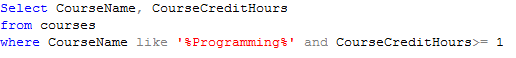 Select CourseName, CourseCreditHours
from courses
where CourseName like '%Programming%' and CourseCreditHours>= 1